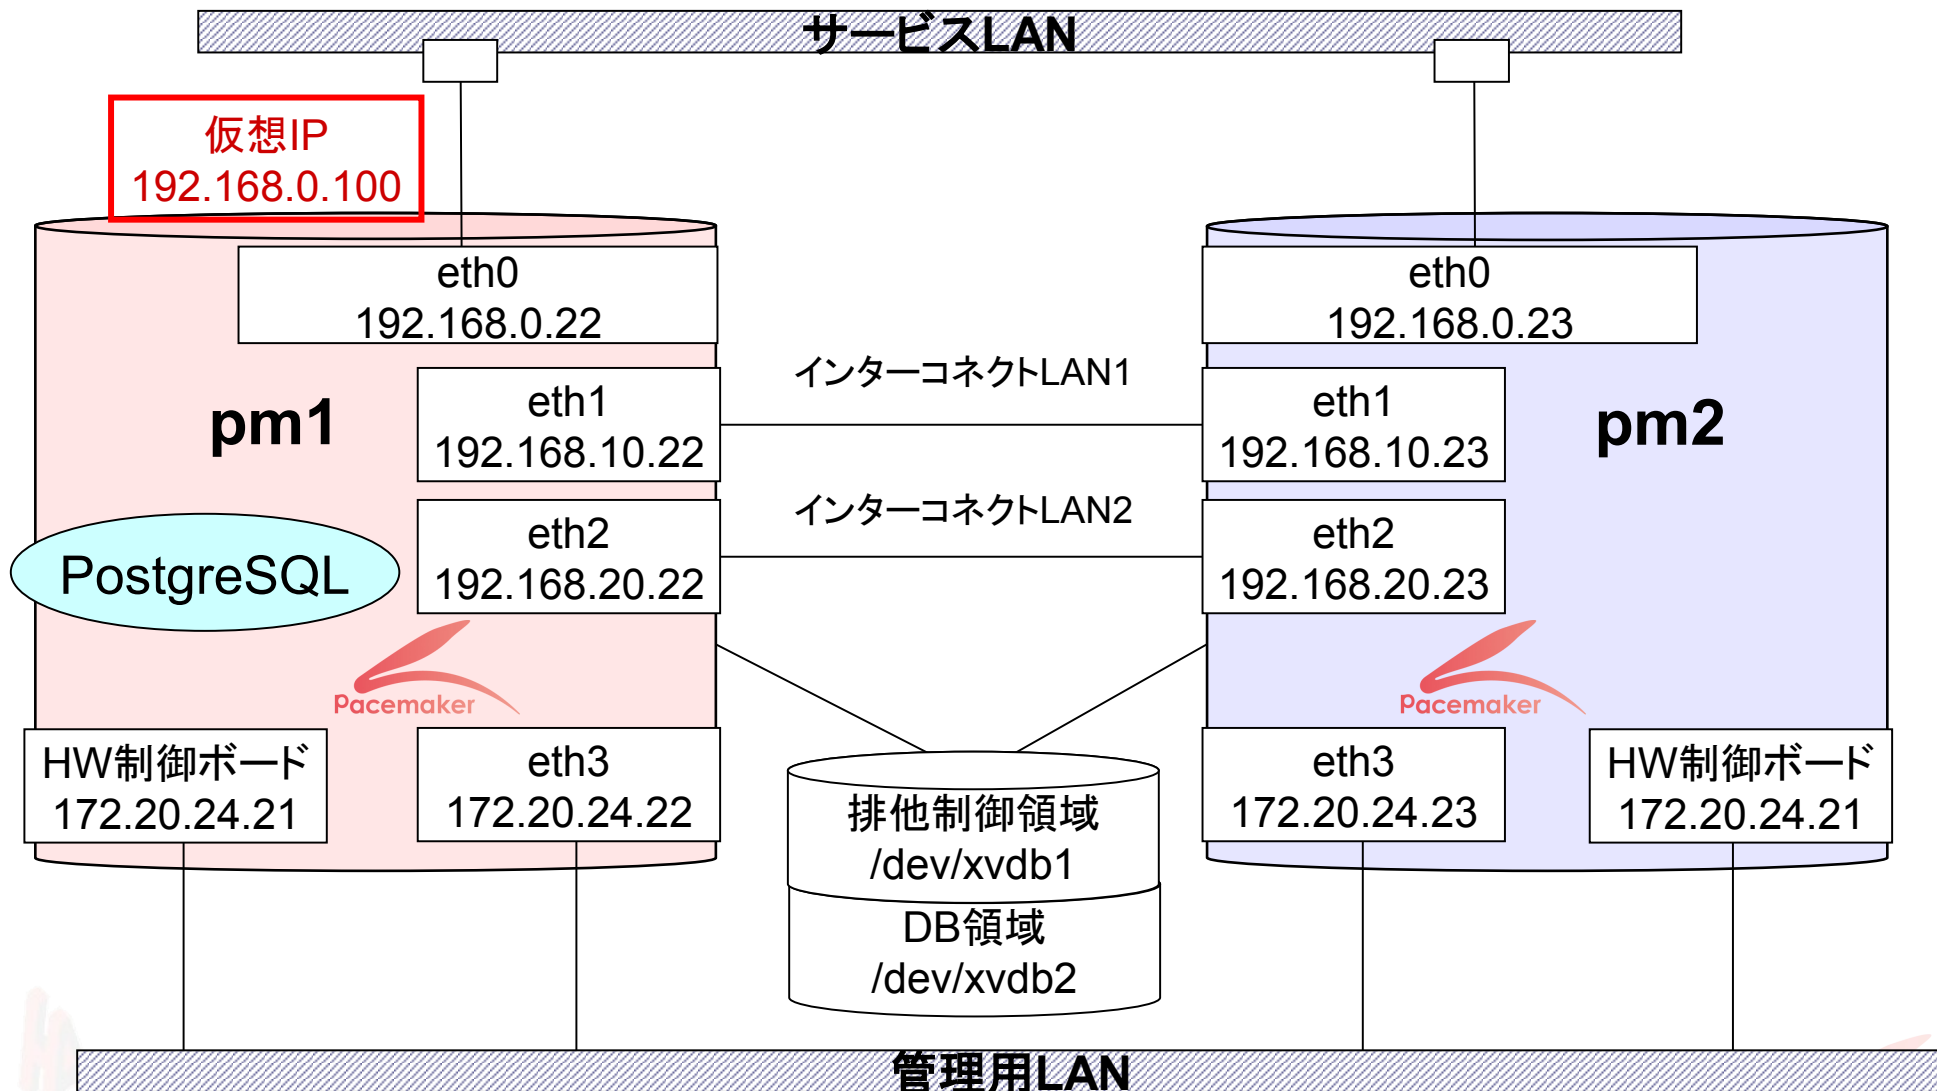 サービスLAN
仮想IP
192.168.0.100
eth0
192.168.0.22
eth0
192.168.0.23
インターコネクトLAN1
pm1
eth1
192.168.10.22
eth1
192.168.10.23
pm2
インターコネクトLAN2
PostgreSQL
eth2
192.168.20.22
eth2
192.168.20.23
Pacemaker
Pacemaker
HW制御ボード
172.20.24.21
eth3
172.20.24.22
排他制御領域
/dev/xvdb1
DB領域
/dev/xvdb2
eth3
172.20.24.23
HW制御ボード
172.20.24.21
管理用LAN